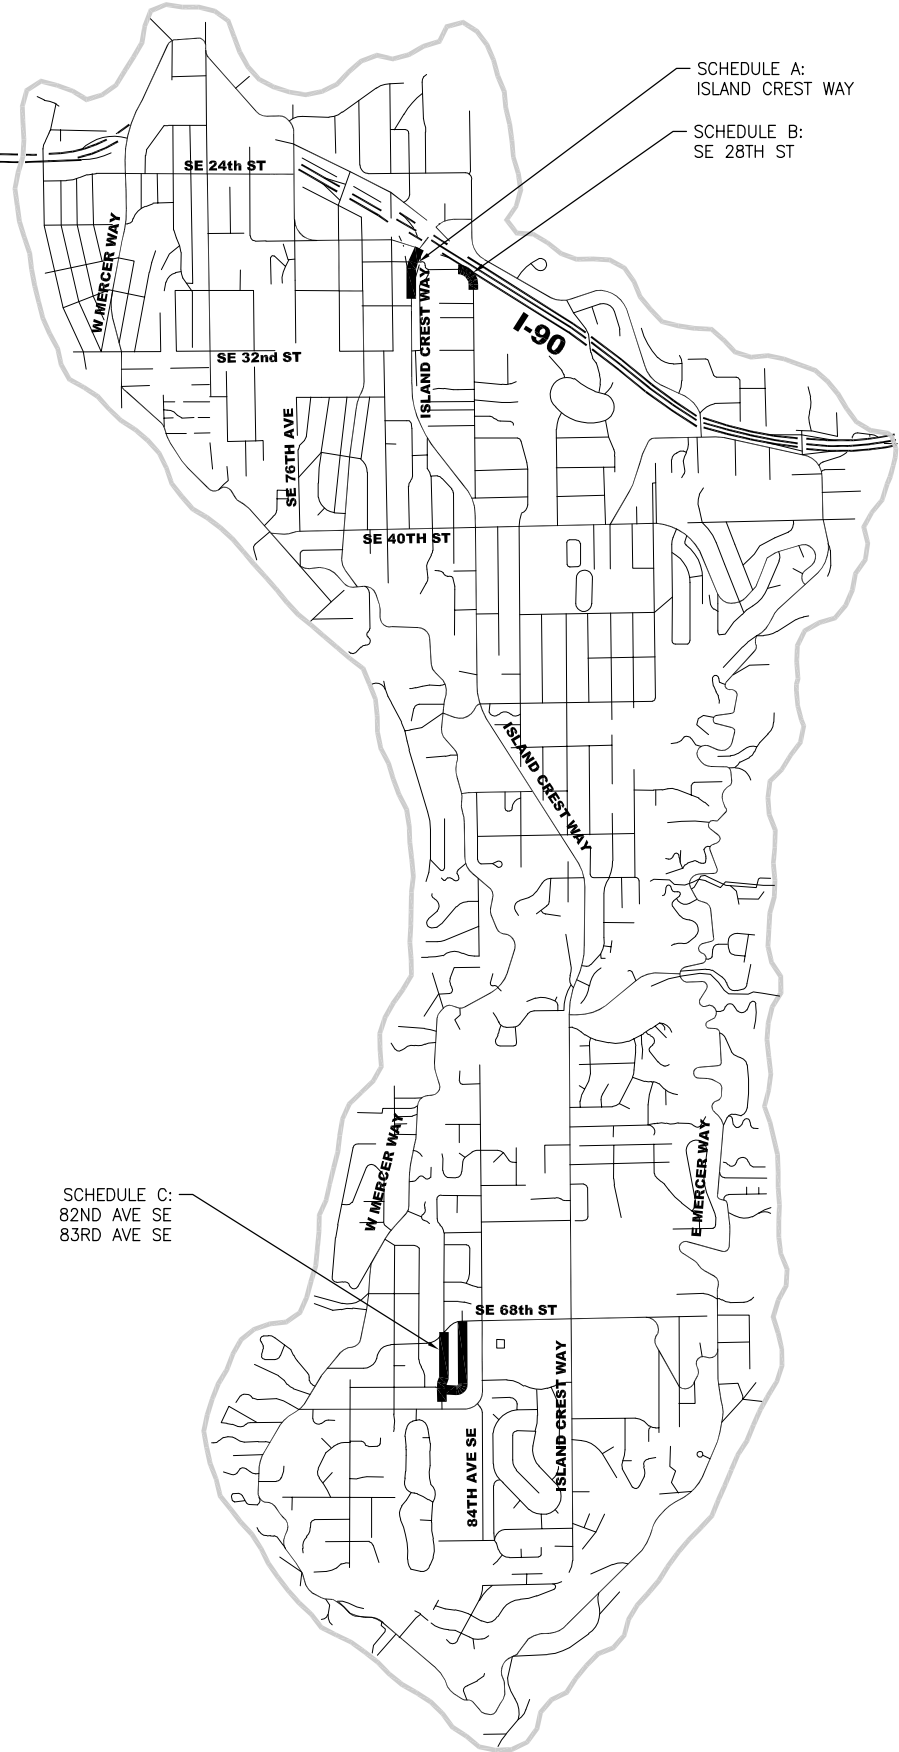 SCHEDULE A:
ISLAND CREST WAY
SCHEDULE B:
SE 28TH ST
SE 24th ST
W MERCER WAY
ISLAND CREST WAY
I-90
SE 32nd ST
SE 76TH AVE
SE 40TH ST
ISLAND CREST WAY
W MERCER WAY
E MERCER WAY
SCHEDULE C:
82ND AVE SE
83RD AVE SE
SE 68th ST
ISLAND CREST WAY
84TH AVE SE